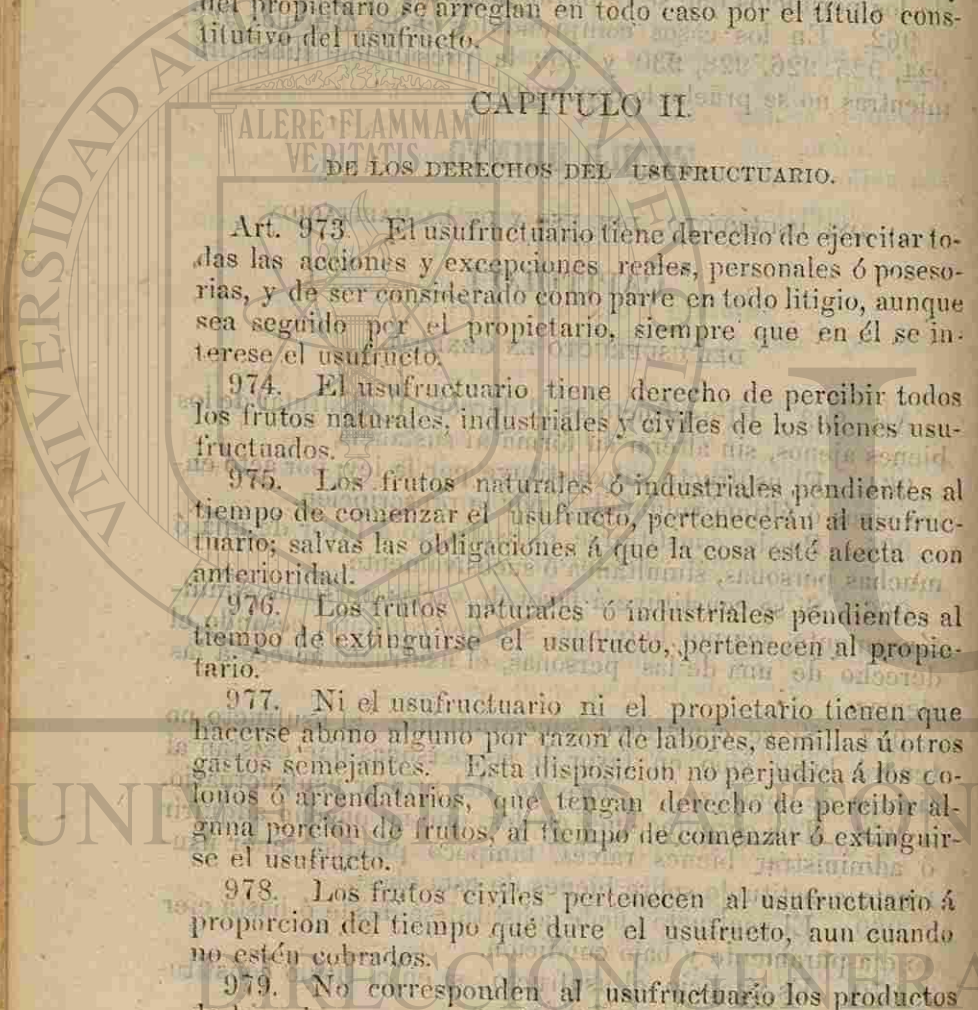 del propietario se arreglan en todo caso por el título cons-
titutivo del usufructo.
CAPITULO II.
DE LOS DERECHOS DEL USUFRUCTUARIO.
Art. 973. El usufructuario tiene derecho de ejercitar to-
das las acciones y excepciones reales, personales ó poseso-
rias, y de ser considerado como parte en todo litigio, aunque
sea seguido por el propietario, siempre que en él se in-
terese el usufructo.
974. El usufructuario tiene derecho de percibir todos
los frutos naturales, industriales y civiles de los bienes usu-
fructuados.
975. Los frutos naturales ó industriales pendientes al
tiempo de comenzar el usufructo, pertenecerán al usufruc-
tuario; salvas las obligaciones á que la cosa esté afecta con
anterioridad.
976. Los frutos naturales ó industriales pendientes al
tiempo de extinguirse el usufructo, pertenecen al propie-
tario.
977. Ni el usufructuario ni el propietario tienen que
hacerse abono alguno por razon de labores, semillas ú otros
gastos semejantes. Esta disposicion no perjudica á los co-
lonos ó arrendatarios, que tengan derecho de percibir al-
guna porcion de frutos, al tiempo de comenzar ó extinguir-
se el usufructo.
978. Los frutos civiles pertenecen al usufructuario á
proporcion del tiempo que dure el usufructo, aun cuando
no estén cobrados.
979. No corresponden al usufructuario los productos
ALERE FLAMMAM
VERITATIS
UNIVERSIDAD AUTÓN
DIRECCIÓN GENERA